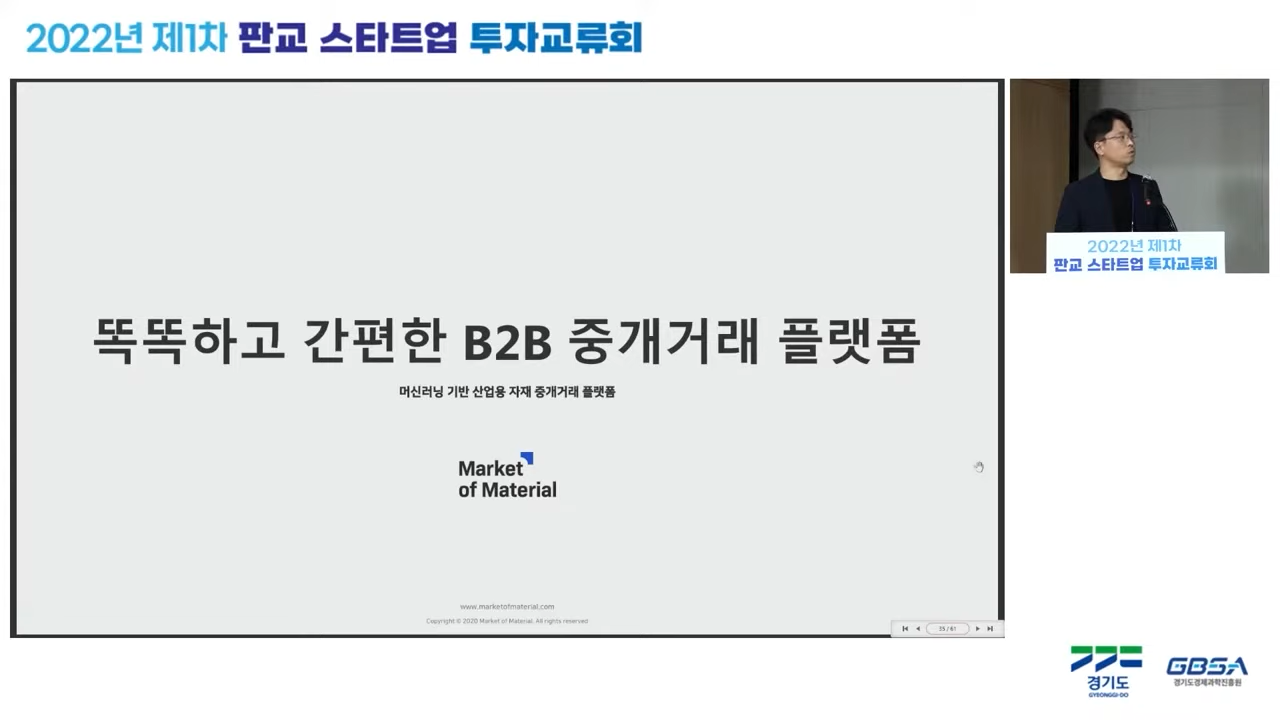 2022년 제1차 판교 스타트업 투자교류회
똑똑하고 간편한 B2B 중개거래 플랫폼
머신러닝 기반 산업용 자재 중개거래 플랫폼
Market
of Material
www.marketofmaterial.com
Copyright © 2020 Market of Material. All rights reserved
35 / 61
2022년 제1차
판교 스타트업 투자교류회
경기도
GYEONGGI-DO
GBSA
경기도경제과학진흥원